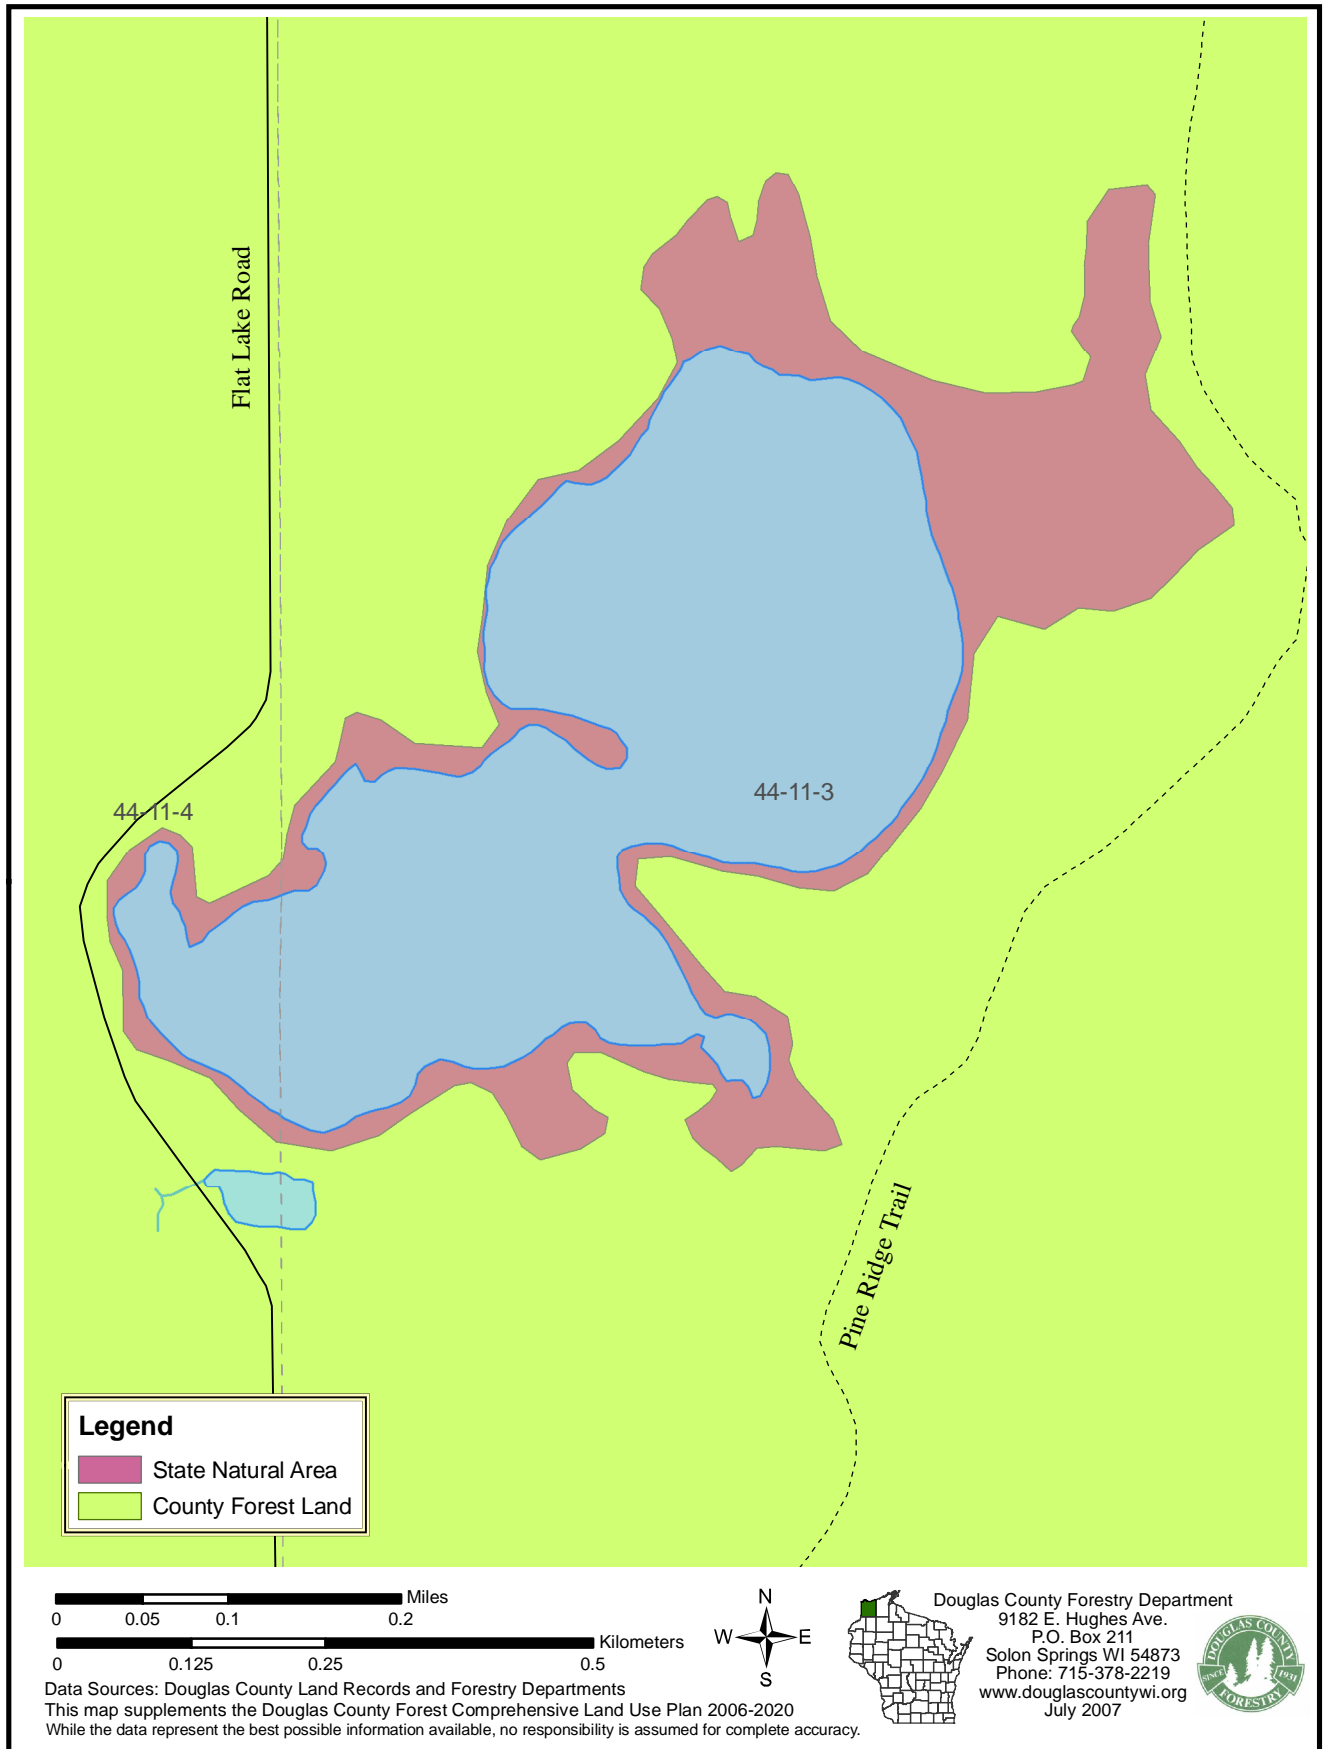 Flat Lake Road
44-11-4
44-11-3
Pine Ridge Trail
Legend
State Natural Area
County Forest Land
Miles
0 0.05 0.1 0.2
Kilometers
0 0.125 0.25 0.5
N
W E
S
Data Sources: Douglas County Land Records and Forestry Departments
This map supplements the Douglas County Forest Comprehensive Land Use Plan 2006-2020
While the data represent the best possible information available, no responsibility is assumed for complete accuracy.
Douglas County Forestry Department
9182 E. Hughes Ave.
P.O. Box 211
Solon Springs WI 54873
Phone: 715-378-2219
www.douglascountywi.org
July 2007
DOUGLAS COUNTY
SINCE 1931
FORESTRY